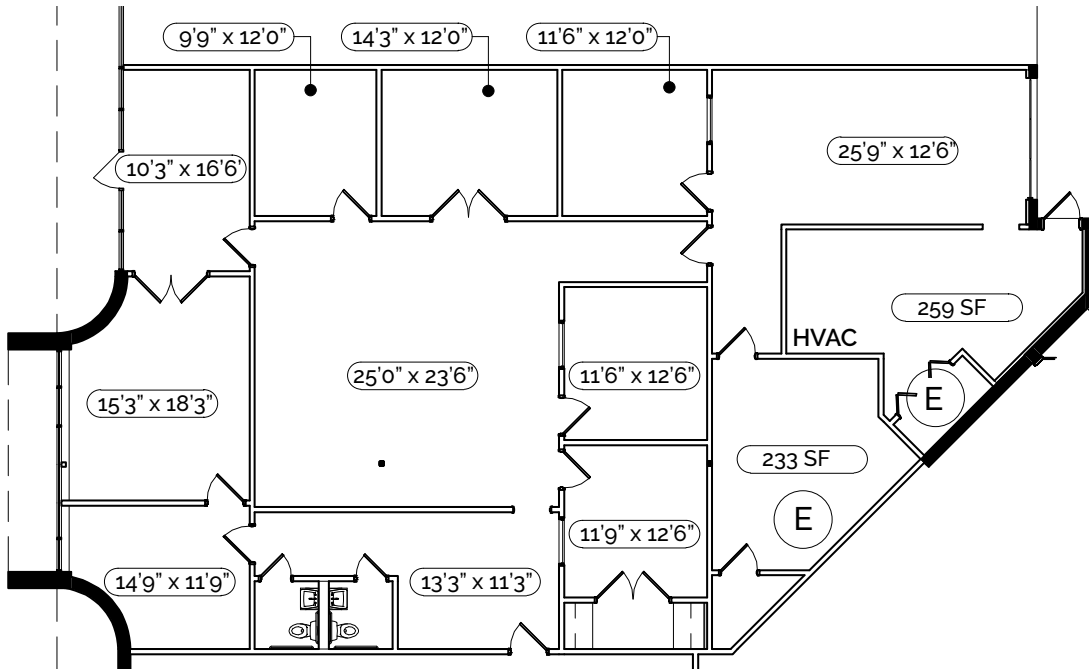 9'9" x 12'0"
14'3" x 12'0"
11'6" x 12'0"
10'3" x 16'6'
25'9" x 12'6"
259 SF
HVAC
25'0" x 23'6"
11'6" x 12'6"
15'3" x 18'3"
E
233 SF
E
11'9" x 12'6"
14'9" x 11'9"
13'3" x 11'3"